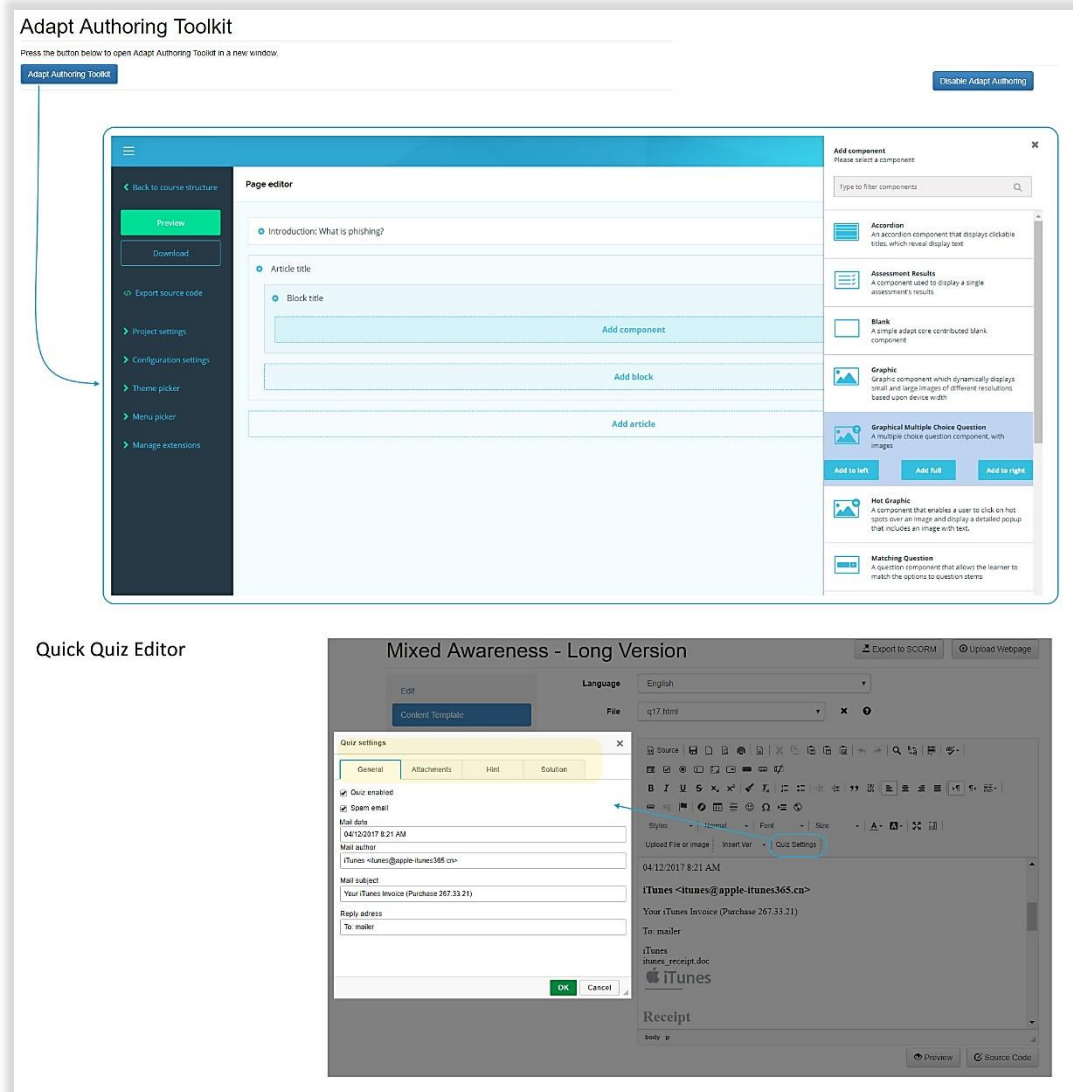 Adapt Authoring Toolkit
Press the button below to open Adapt Authoring Toolkit in a new window.
Adapt Authoring Toolkit
Disable Adapt Authoring
Back to course structure
Preview
Download
</> Export source code
Project settings
Configuration settings
Theme picker
Menu picker
Manage extensions
Page editor
Introduction: What is phishing?
Article title
Block title
Add component
Add block
Add article
Add component
Please select a component
Type to filter components
Accordion
An accordion component that displays clickable
titles, which reveal display text
Assessment Results
A component used to display a single
assessment's results
Blank
A simple adapt core contributed blank
component
Graphic
Graphic component which dynamically displays
small and large images of different resolutions
based upon device width
Graphical Multiple Choice Question
A multiple choice question component, with
images
Add to left Add full Add to right
Hot Graphic
A component that enables a user to click on hot
spots over an image and display a detailed popup
that includes an image with text.
Matching Question
A question component that allows the learner to
match the options to question stems
Quick Quiz Editor
Mixed Awareness - Long Version
Export to SCORM Upload Webpage
Edit
Content Template
Language English
File q17.html
Quiz settings
General Attachments Hint Solution
Quiz enabled
Spam email
Mail date
04/12/2017 8:21 AM
Mail author
iTunes <itunes@apple-itunes365.cn>
Mail subject
Your iTunes Invoice (Purchase 267.33.21)
Reply adress
To: mailer
OK Cancel
Source
B I U S x₂ x²
Styles Normal Font Size
Upload File or Image Insert Var Quiz Settings
04/12/2017 8:21 AM
iTunes <itunes@apple-itunes365.cn>
Your iTunes Invoice (Purchase 267.33.21)
To: mailer
iTunes
itunes_receipt.doc
iTunes
Receipt
body p
Preview Source Code